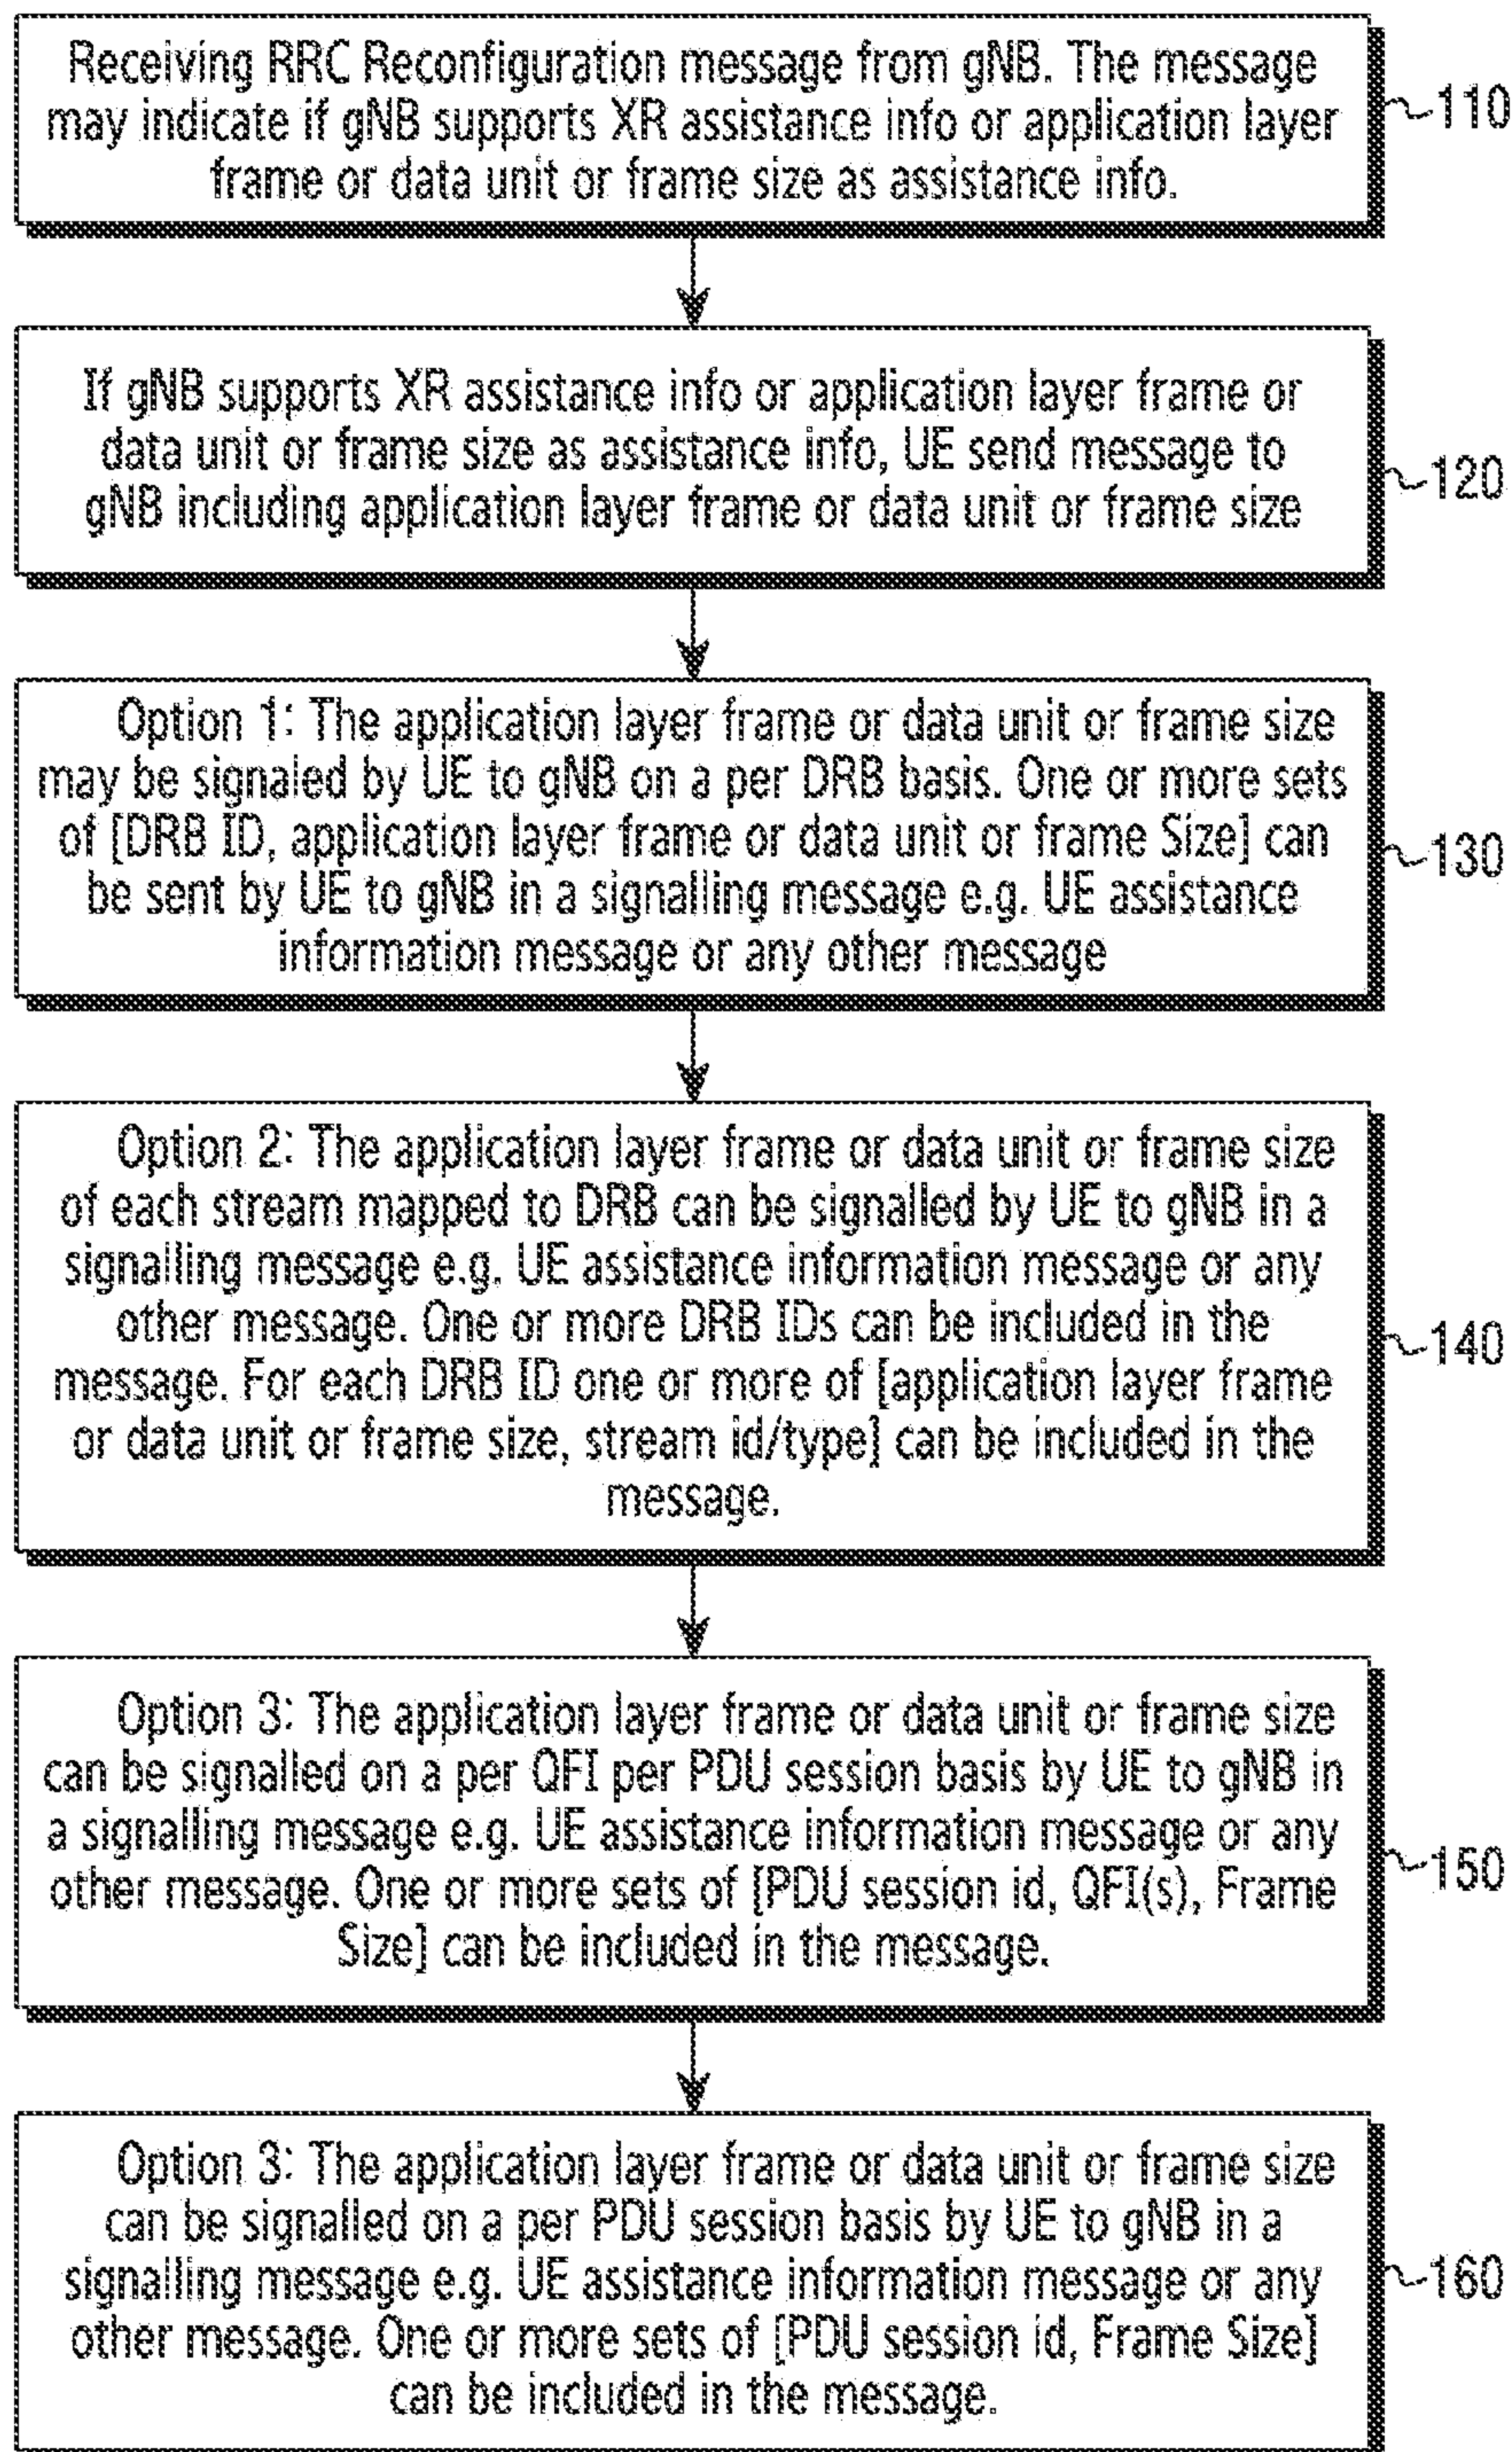 Receiving RRC Reconfiguration message from gNB. The message
may indicate if gNB supports XR assistance info or application layer
frame or data unit or frame size as assistance info.
110
If gNB supports XR assistance info or application layer frame or
data unit or frame size as assistance info, UE send message to
gNB including application layer frame or data unit or frame size
120
Option 1: The application layer frame or data unit or frame size
may be signaled by UE to gNB on a per DRB basis. One or more sets
of [DRB ID, application layer frame or data unit or frame Size] can
be sent by UE to gNB in a signalling message e.g. UE assistance
information message or any other message
130
Option 2: The application layer frame or data unit or frame size
of each stream mapped to DRB can be signalled by UE to gNB in a
signalling message e.g. UE assistance information message or any
other message. One or more DRB IDs can be included in the
message. For each DRB ID one or more of [application layer frame
or data unit or frame size, stream id/type] can be included in the
message.
140
Option 3: The application layer frame or data unit or frame size
can be signalled on a per QFI per PDU session basis by UE to gNB in
a signalling message e.g. UE assistance information message or any
other message. One or more sets of [PDU session id, QFI(s), Frame
Size] can be included in the message.
150
Option 3: The application layer frame or data unit or frame size
can be signalled on a per PDU session basis by UE to gNB in a
signalling message e.g. UE assistance information message or any
other message. One or more sets of [PDU session id, Frame Size]
can be included in the message.
160